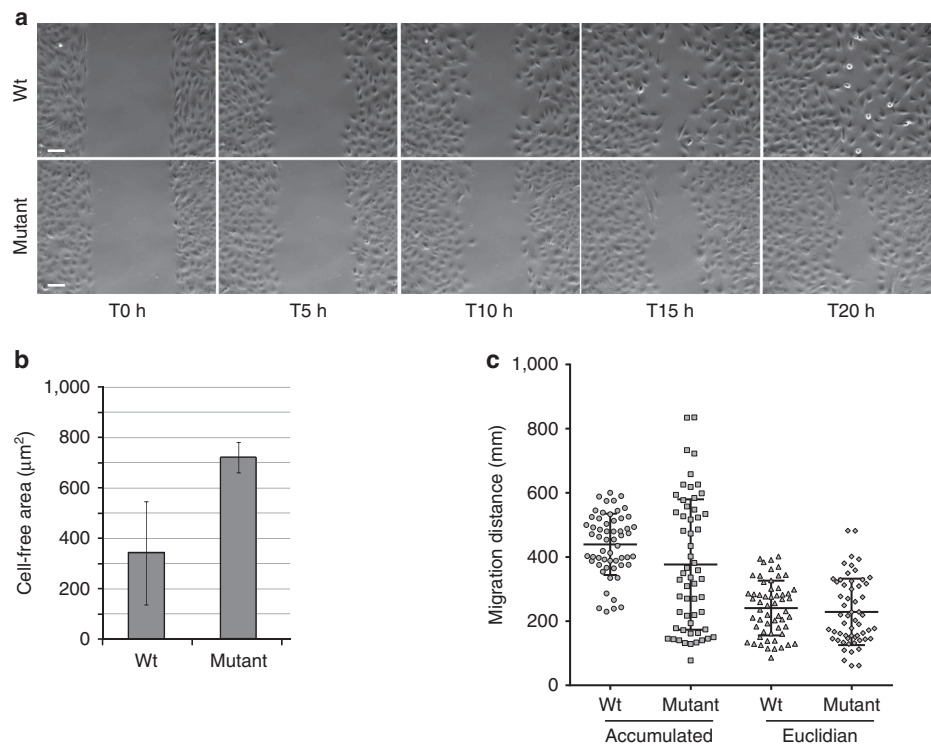 a
Wt
Mutant
T0 h
T5 h
T10 h
T15 h
T20 h
b
Cell-free area (μm²)
1,000
800
600
400
200
0
Wt
Mutant
c
Migration distance (mm)
1,000
800
600
400
200
0
Wt
Mutant
Wt
Mutant
Accumulated
Euclidian